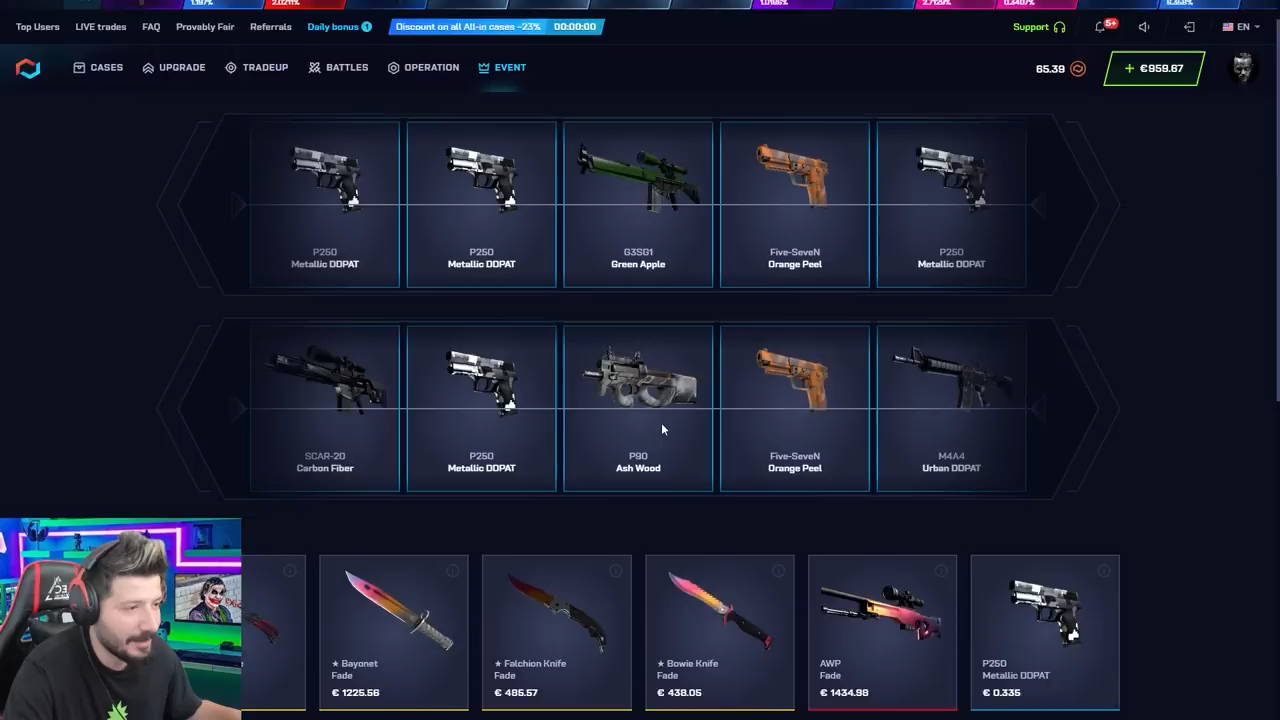 Top Users LIVE trades FAQ Provably Fair Referrals Daily bonus 1 Discount on all All-in cases -23% 00:00:00 Support 5+ EN
CASES UPGRADE TRADEUP BATTLES OPERATION EVENT 65.39 + €959.67
P250 P250 G3SG1 Five-SeveN P250
Metallic DDPAT Metallic DDPAT Green Apple Orange Peel Metallic DDPAT
SCAR-20 P250 P90 Five-SeveN M4A4
Carbon Fiber Metallic DDPAT Ash Wood Orange Peel Urban DDPAT
★ Bayonet ★ Falchion Knife ★ Bowie Knife AWP P250
Fade Fade Fade Fade Metallic DDPAT
€ 1225.56 € 485.57 € 438.05 € 1434.98 € 0.335